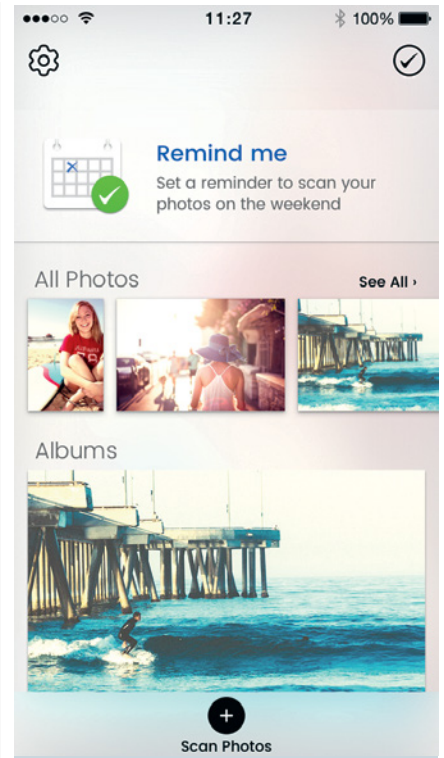 11:27
100%
Remind me
Set a reminder to scan your
photos on the weekend
All Photos
See All ›
Albums
Scan Photos